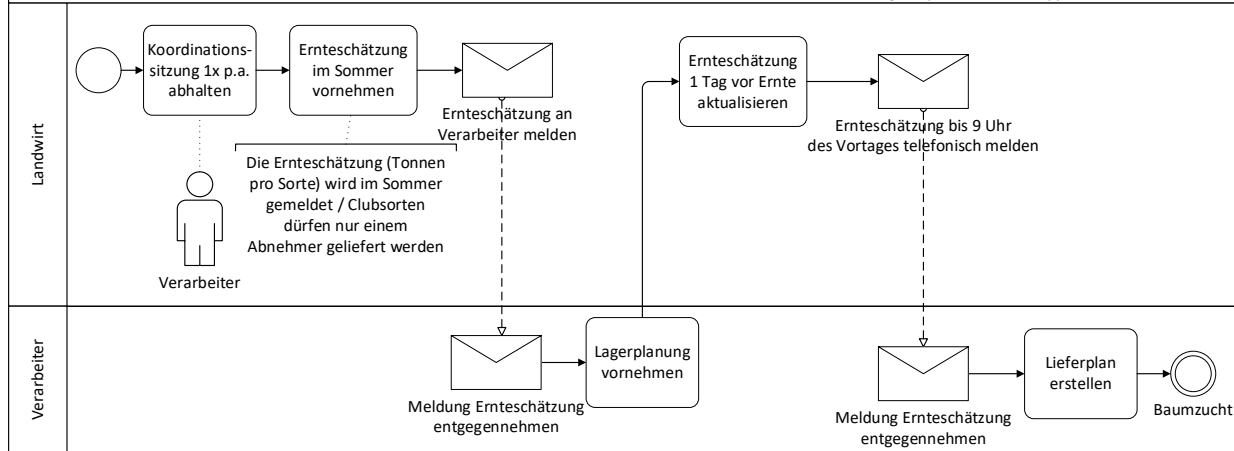 Landwirt
Koordinations-
sitzung 1x p.a.
abhalten
Ernteschätzung
im Sommer
vornehmen
Ernteschätzung an
Verarbeiter melden
Ernteschätzung
1 Tag vor Ernte
aktualisieren
Ernteschätzung bis 9 Uhr
des Vortages telefonisch melden
Die Ernteschätzung (Tonnen
pro Sorte) wird im Sommer
gemeldet / Clubsorten
dürfen nur einem
Abnehmer geliefert werden
Verarbeiter
Verarbeiter
Meldung Ernteschätzung
entgegennehmen
Lagerplanung
vornehmen
Meldung Ernteschätzung
entgegennehmen
Lieferplan
erstellen
Baumzucht